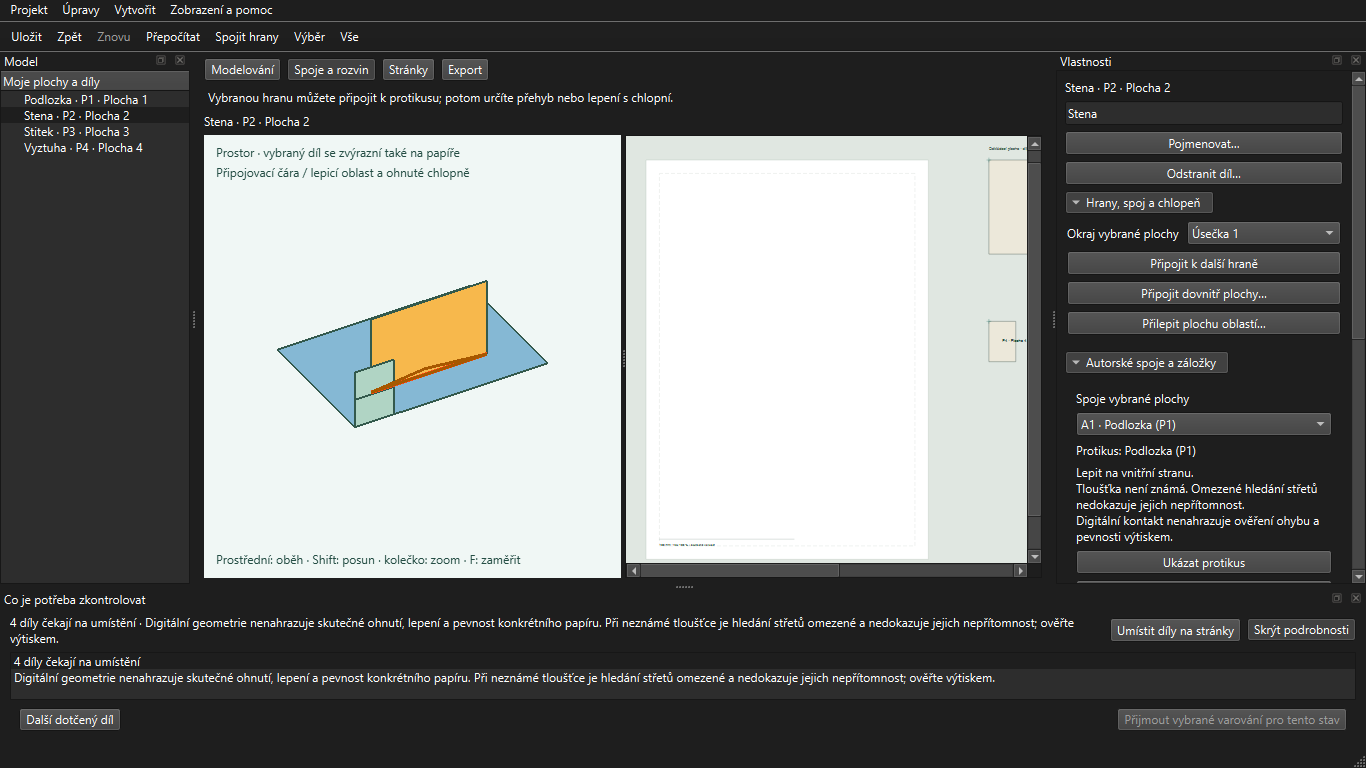 Projekt Úpravy Vytvořit Zobrazení a pomoc
Uložit Zpět Znovu Přepočítat Spojit hrany Výběr Vše
Model
Moje plochy a díly
Podlozka · P1 · Plocha 1
Stena · P2 · Plocha 2
Stitek · P3 · Plocha 3
Vyztuha · P4 · Plocha 4
Modelování Spoje a rozvin Stránky Export
Vybranou hranu můžete připojit k protikusu; potom určíte přehyb nebo lepení s chlopní.
Stena · P2 · Plocha 2
Prostor · vybraný díl se zvýrazní také na papíře
Připojovací čára / lepicí oblast a ohnuté chlopně
Prostřední: oběh · Shift: posun · kolečko: zoom · F: zaměřit
Vlastnosti
Stena · P2 · Plocha 2
Stena
Pojmenovat...
Odstranit díl...
Hrany, spoj a chlopeň
Okraj vybrané plochy Úsečka 1
Připojit k další hraně
Připojit dovnitř plochy...
Přilepit plochu oblastí...
Autorské spoje a záložky
Spoje vybrané plochy
A1 · Podlozka (P1)
Protikus: Podlozka (P1)
Lepit na vnitřní stranu.
Tloušťka není známá. Omezené hledání střetů
nedokazuje jejich nepřítomnost.
Digitální kontakt nenahrazuje ověření ohybu a
pevnosti výtiskem.
Ukázat protikus
Co je potřeba zkontrolovat
4 díly čekají na umístění · Digitální geometrie nenahrazuje skutečné ohnutí, lepení a pevnost konkrétního papíru. Při neznámé tloušťce je hledání střetů omezené a nedokazuje jejich nepřítomnost; ověřte
výtiskem.
Umístit díly na stránky Skrýt podrobnosti
4 díly čekají na umístění
Digitální geometrie nenahrazuje skutečné ohnutí, lepení a pevnost konkrétního papíru. Při neznámé tloušťce je hledání střetů omezené a nedokazuje jejich nepřítomnost; ověřte výtiskem.
Další dotčený díl
Přijmout vybrané varování pro tento stav